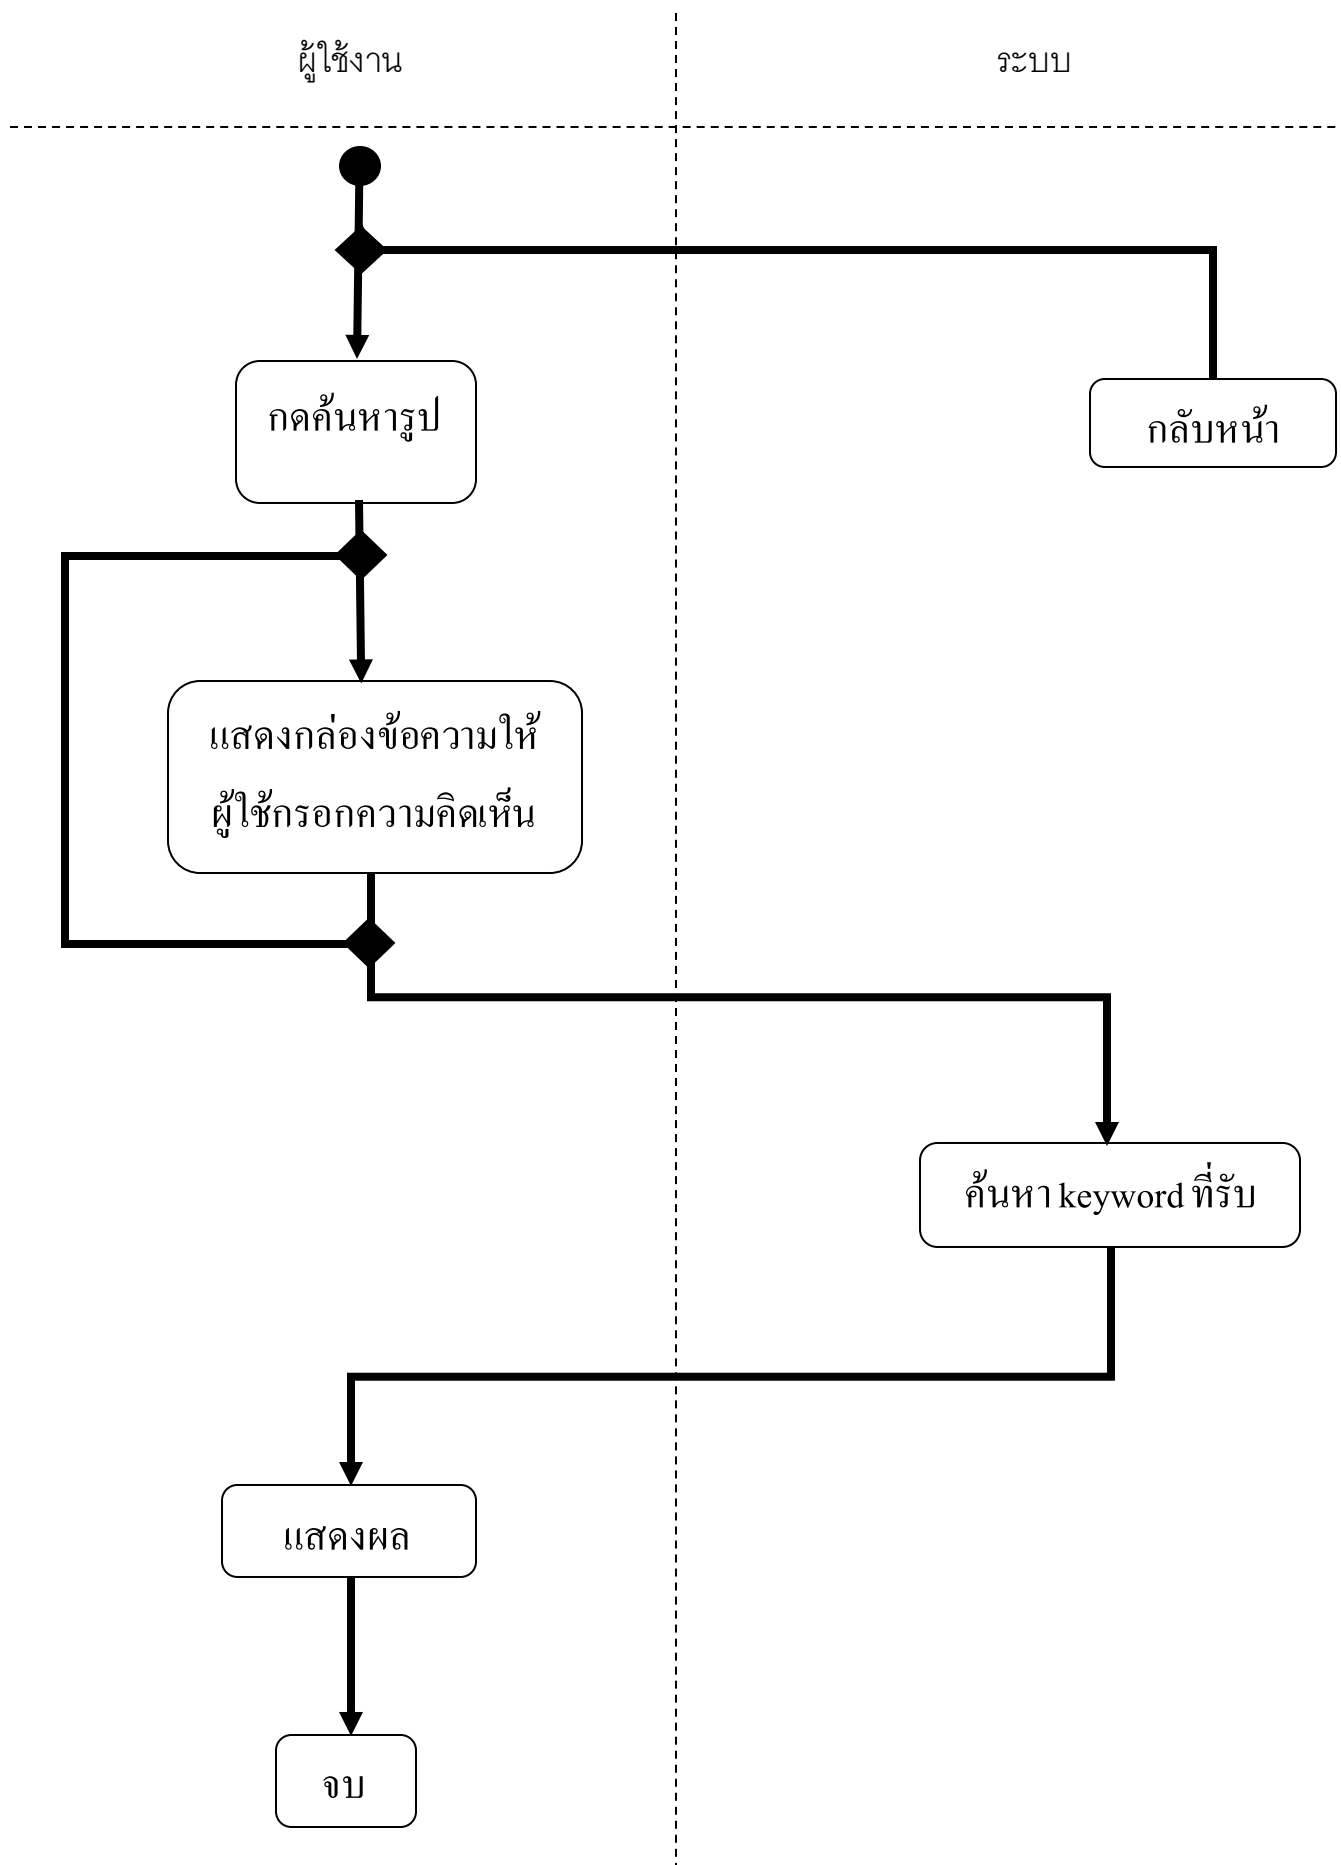 ผู้ใช้งาน
ระบบ
กดค้นหารูป
กลับหน้า
แสดงกล่องข้อความให้
ผู้ใช้กรอกความคิดเห็น
ค้นหา keyword ที่รับ
แสดงผล
จบ